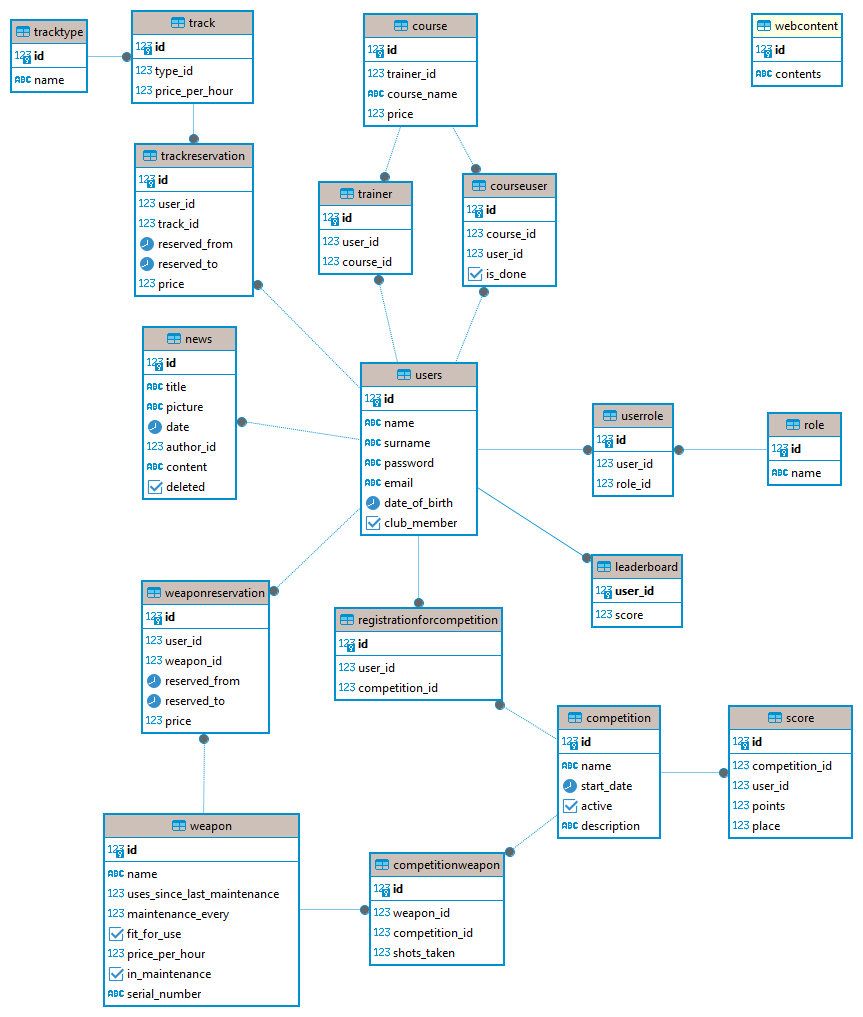 tracktype
123 id
ABC name
track
123 id
123 type_id
123 price_per_hour
course
123 id
123 trainer_id
ABC course_name
123 price
webcontent
123 id
ABC contents
trackreservation
123 id
123 user_id
123 track_id
reserved_from
reserved_to
123 price
trainer
123 id
123 user_id
123 course_id
courseuser
123 id
123 course_id
123 user_id
is_done
news
123 id
ABC title
ABC picture
date
123 author_id
ABC content
deleted
users
123 id
ABC name
ABC surname
ABC password
ABC email
date_of_birth
club_member
userrole
123 id
123 user_id
123 role_id
role
123 id
ABC name
leaderboard
123 user_id
123 score
weaponreservation
123 id
123 user_id
123 weapon_id
reserved_from
reserved_to
123 price
registrationforcompetition
123 id
123 user_id
123 competition_id
competition
123 id
ABC name
start_date
active
ABC description
score
123 id
123 competition_id
123 user_id
123 points
123 place
weapon
123 id
ABC name
123 uses_since_last_maintenance
123 maintenance_every
fit_for_use
123 price_per_hour
in_maintenance
ABC serial_number
competitionweapon
123 id
123 weapon_id
123 competition_id
123 shots_taken